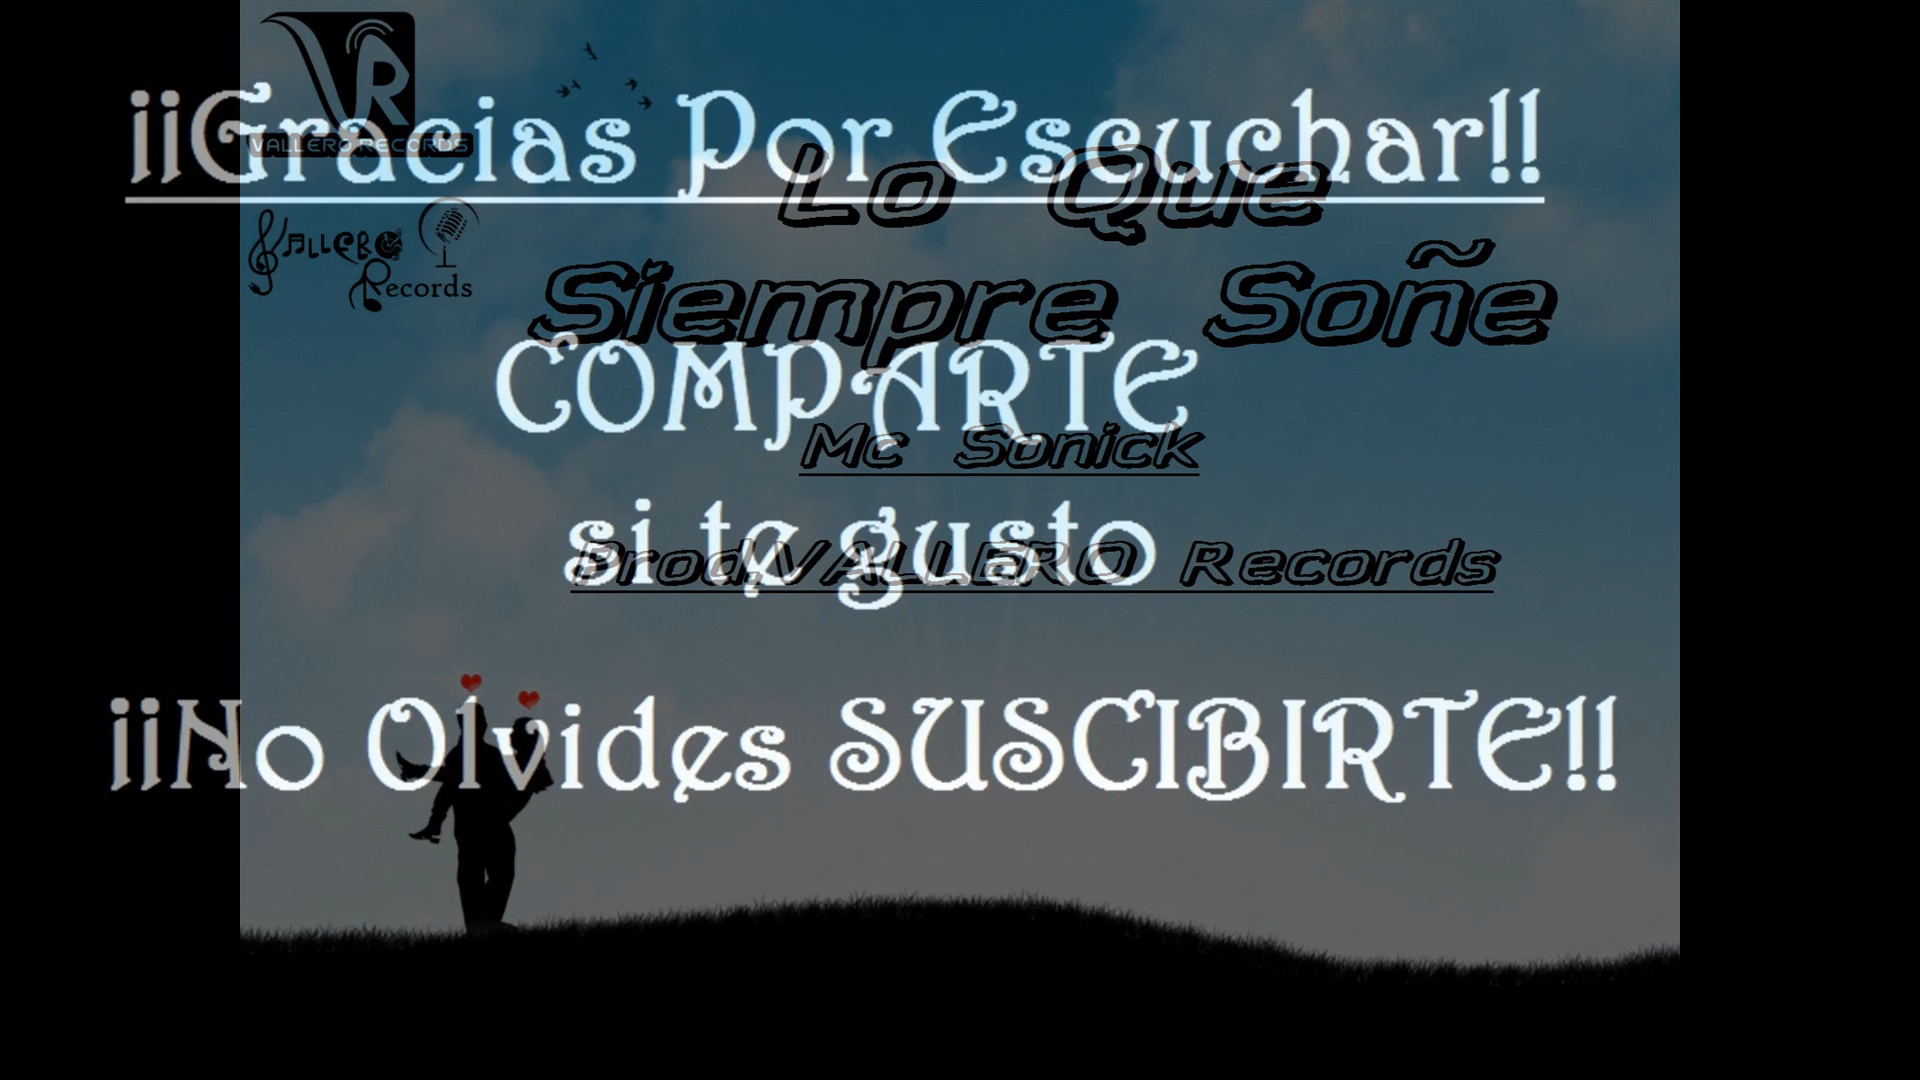 VR
VALLERO RECORDS
¡¡Gracias Por Escuchar!!
Lo Que
VALLERO
Records
Siempre Soñe
COMPARTE
Mc Sonick
si te gusto
Prod.VALLERO Records
¡¡No Olvides SUSCIBIRTE!!